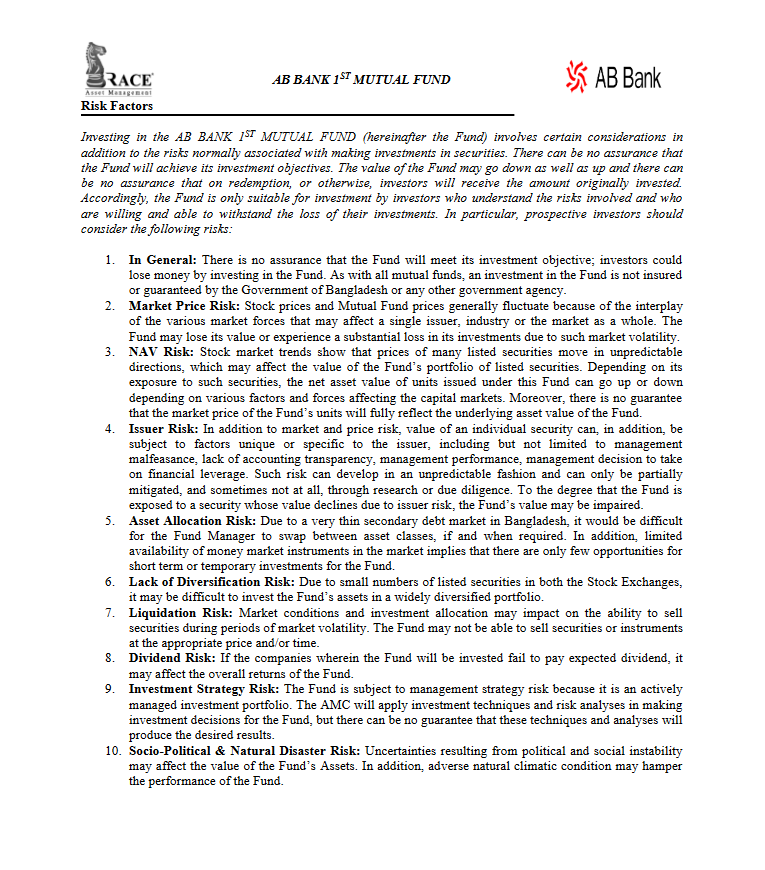 RACE
Asset Management
AB BANK 1ST MUTUAL FUND
AB Bank
Risk Factors
Investing in the AB BANK 1ST MUTUAL FUND (hereinafter the Fund) involves certain considerations in
addition to the risks normally associated with making investments in securities. There can be no assurance that
the Fund will achieve its investment objectives. The value of the Fund may go down as well as up and there can
be no assurance that on redemption, or otherwise, investors will receive the amount originally invested.
Accordingly, the Fund is only suitable for investment by investors who understand the risks involved and who
are willing and able to withstand the loss of their investments. In particular, prospective investors should
consider the following risks:
1. In General: There is no assurance that the Fund will meet its investment objective; investors could
lose money by investing in the Fund. As with all mutual funds, an investment in the Fund is not insured
or guaranteed by the Government of Bangladesh or any other government agency.
2. Market Price Risk: Stock prices and Mutual Fund prices generally fluctuate because of the interplay
of the various market forces that may affect a single issuer, industry or the market as a whole. The
Fund may lose its value or experience a substantial loss in its investments due to such market volatility.
3. NAV Risk: Stock market trends show that prices of many listed securities move in unpredictable
directions, which may affect the value of the Fund's portfolio of listed securities. Depending on its
exposure to such securities, the net asset value of units issued under this Fund can go up or down
depending on various factors and forces affecting the capital markets. Moreover, there is no guarantee
that the market price of the Fund's units will fully reflect the underlying asset value of the Fund.
4. Issuer Risk: In addition to market and price risk, value of an individual security can, in addition, be
subject to factors unique or specific to the issuer, including but not limited to management
malfeasance, lack of accounting transparency, management performance, management decision to take
on financial leverage. Such risk can develop in an unpredictable fashion and can only be partially
mitigated, and sometimes not at all, through research or due diligence. To the degree that the Fund is
exposed to a security whose value declines due to issuer risk, the Fund's value may be impaired.
5. Asset Allocation Risk: Due to a very thin secondary debt market in Bangladesh, it would be difficult
for the Fund Manager to swap between asset classes, if and when required. In addition, limited
availability of money market instruments in the market implies that there are only few opportunities for
short term or temporary investments for the Fund.
6. Lack of Diversification Risk: Due to small numbers of listed securities in both the Stock Exchanges,
it may be difficult to invest the Fund's assets in a widely diversified portfolio.
7. Liquidation Risk: Market conditions and investment allocation may impact on the ability to sell
securities during periods of market volatility. The Fund may not be able to sell securities or instruments
at the appropriate price and/or time.
8. Dividend Risk: If the companies wherein the Fund will be invested fail to pay expected dividend, it
may affect the overall returns of the Fund.
9. Investment Strategy Risk: The Fund is subject to management strategy risk because it is an actively
managed investment portfolio. The AMC will apply investment techniques and risk analyses in making
investment decisions for the Fund, but there can be no guarantee that these techniques and analyses will
produce the desired results.
10. Socio-Political & Natural Disaster Risk: Uncertainties resulting from political and social instability
may affect the value of the Fund's Assets. In addition, adverse natural climatic condition may hamper
the performance of the Fund.